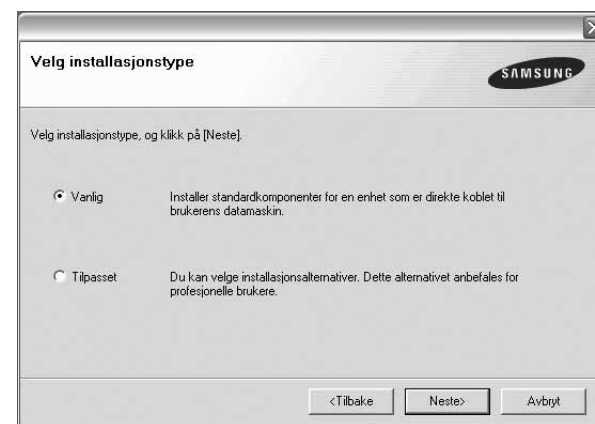 Velg installasjonstype
SAMSUNG
Velg installasjonstype, og klikk på [Neste].
Vanlig
Installer standardkomponenter for en enhet som er direkte koblet til
brukerens datamaskin.
Tilpasset
Du kan velge installasjonsalternativer. Dette alternativet anbefales for
profesjonelle brukere.
<Tilbake
Neste>
Avbryt